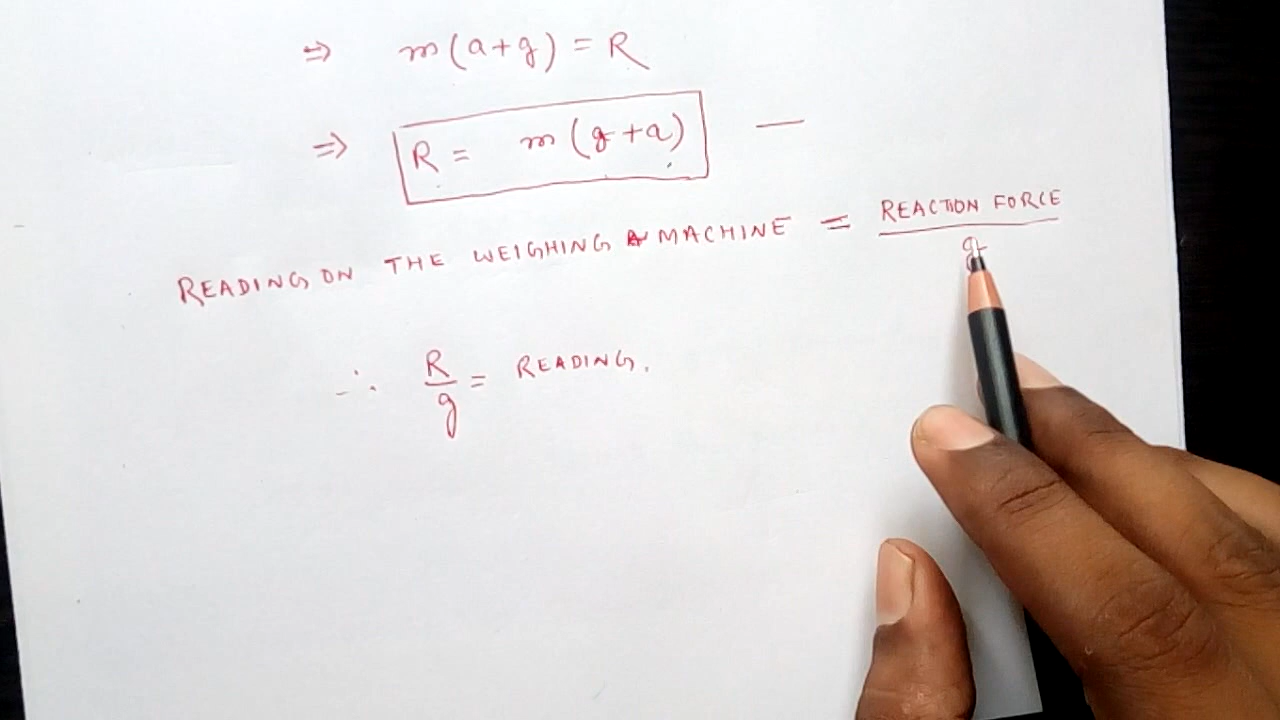 ⇒ m(a+g) = R
⇒ R = m(g+a) —
READING ON THE WEIGHING MACHINE = REACTION FORCE / g
∴ R/g = READING.